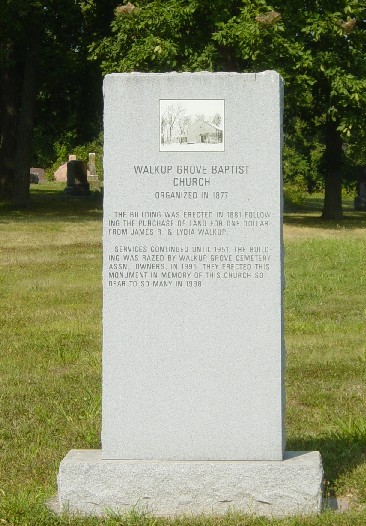 WALKUP GROVE BAPTIST
CHURCH
ORGANIZED IN 1877
THE BUILDING WAS ERECTED IN 1881 FOLLOW-
ING THE PURCHASE OF LAND FOR ONE DOLLAR
FROM JAMES R. & LYDIA WALKUP.
SERVICES CONTINUED UNTIL 1951. THE BUILD-
ING WAS RAZED BY WALKUP GROVE CEMETERY
ASSN., OWNERS, IN 1995. THEY ERECTED THIS
MONUMENT IN MEMORY OF THIS CHURCH SO
DEAR TO SO MANY IN 1998